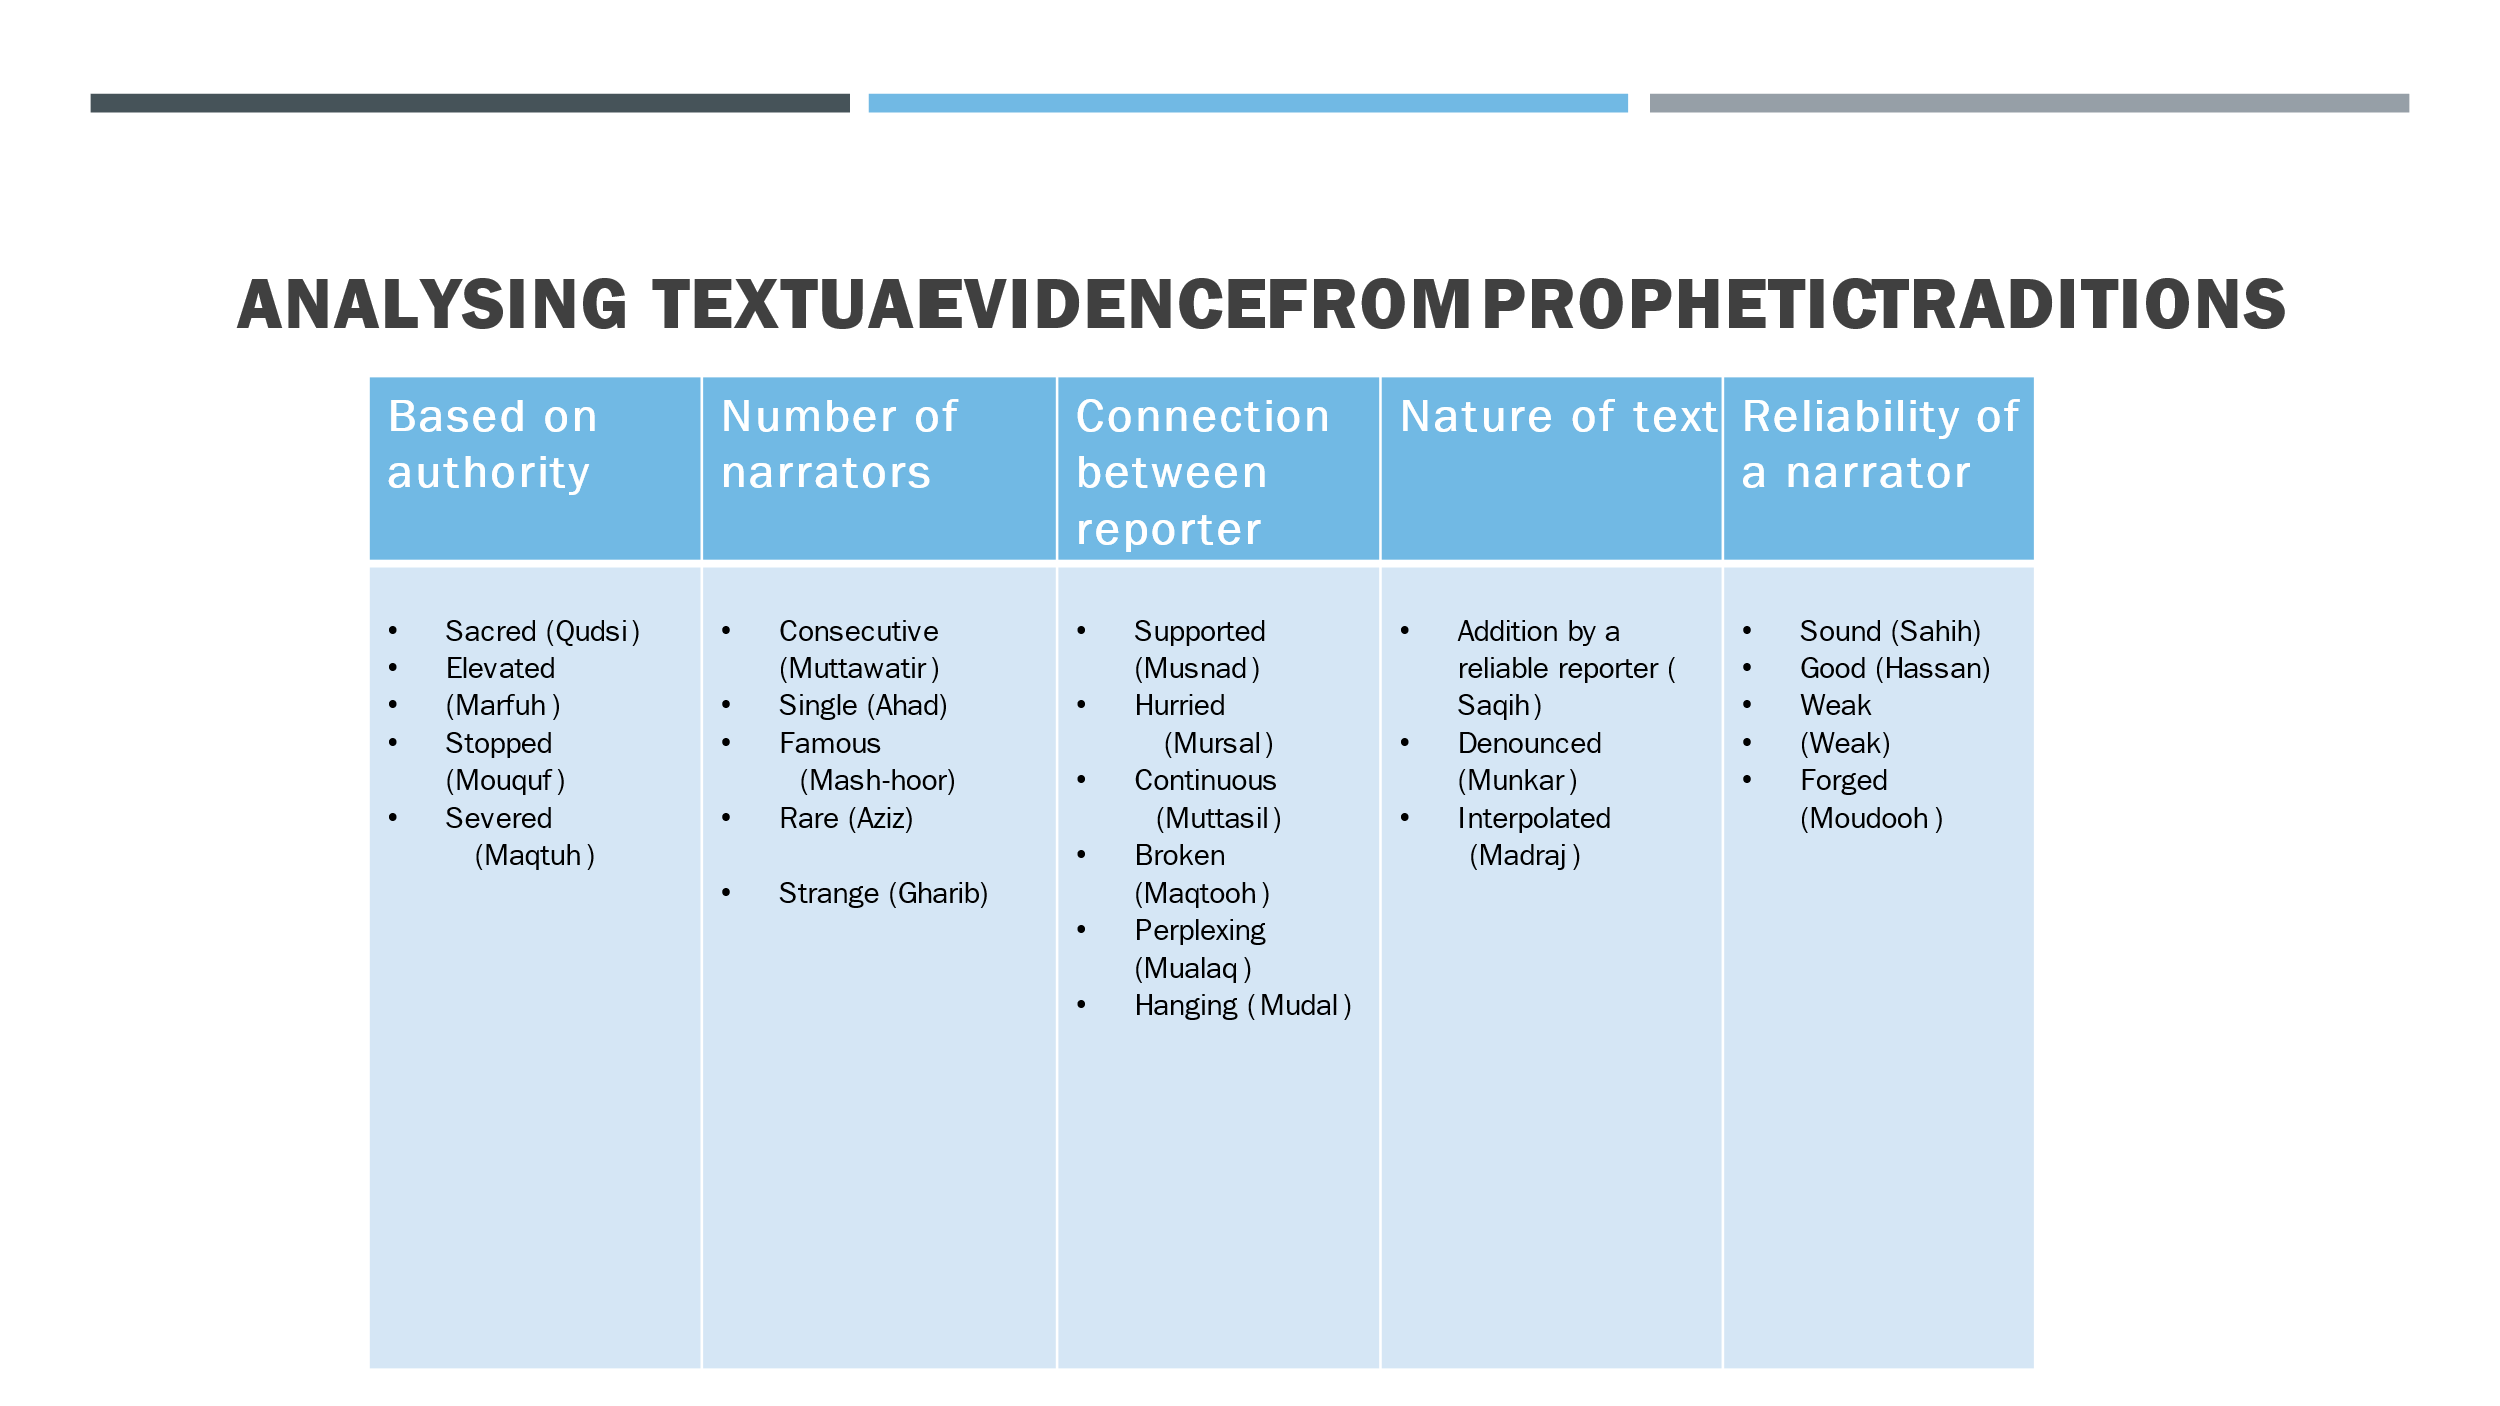 ANALYSING TEXTUAEVIDENCEFROM PROPHETICTRADITIONS
Based on
authority
Number of
narrators
Connection
between
reporter
Nature of text
Reliability of
a narrator
• Sacred (Qudsi)
• Elevated
• (Marfuh)
• Stopped
(Mouquf)
• Severed
(Maqtuh)
• Consecutive
(Muttawatir)
• Single (Ahad)
• Famous
(Mash-hoor)
• Rare (Aziz)
• Strange (Gharib)
• Supported
(Musnad)
• Hurried
(Mursal)
• Continuous
(Muttasil)
• Broken
(Maqtooh)
• Perplexing
(Mualaq)
• Hanging (Mudal)
• Addition by a
reliable reporter (
Saqih)
• Denounced
(Munkar)
• Interpolated
(Madraj)
• Sound (Sahih)
• Good (Hassan)
• Weak
• (Weak)
• Forged
(Moudooh)